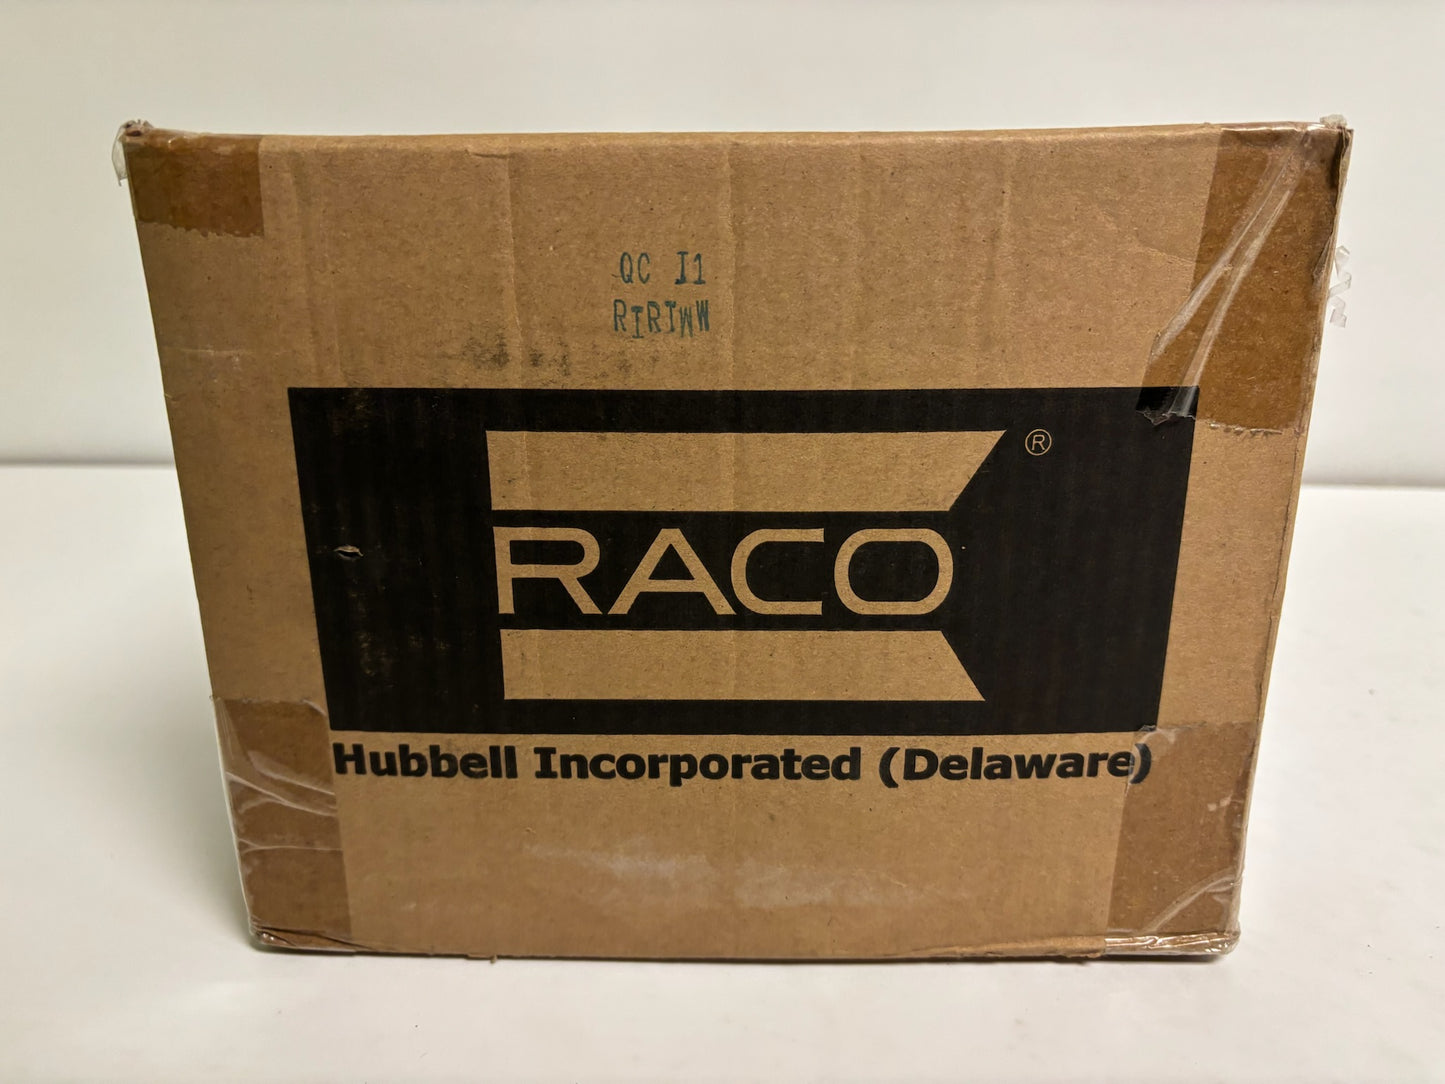 QC I1
RIRIWW
®
RACO
Hubbell Incorporated (Delaware)